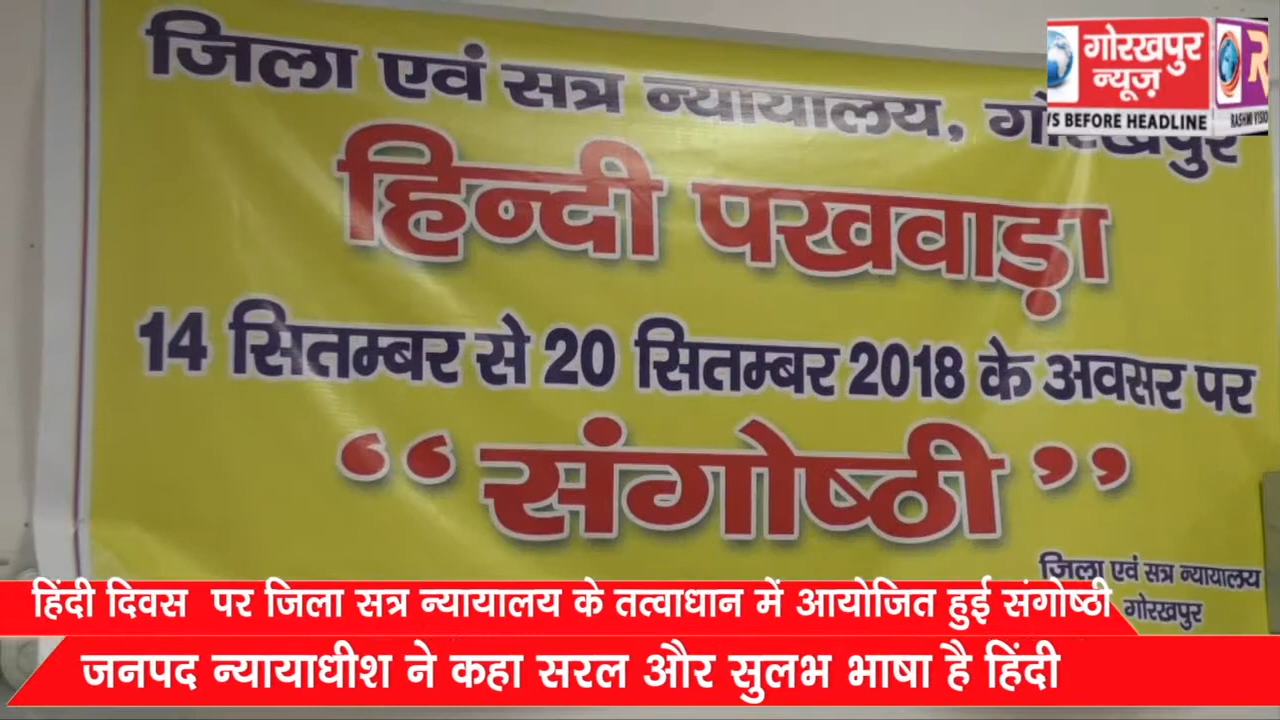 जिला एवं सत्र न्यायालय, गोरखपुर
हिन्दी पखवाड़ा
14 सितम्बर से 20 सितम्बर 2018 के अवसर पर
“संगोष्ठी”
जिला एवं सत्र न्यायालय
गोरखपुर
गोरखपुर
न्यूज़
BEFORE HEADLINE
RASHMI
हिंदी दिवस पर जिला सत्र न्यायालय के तत्वाधान में आयोजित हुई संगोष्ठी
जनपद न्यायाधीश ने कहा सरल और सुलभ भाषा है हिंदी